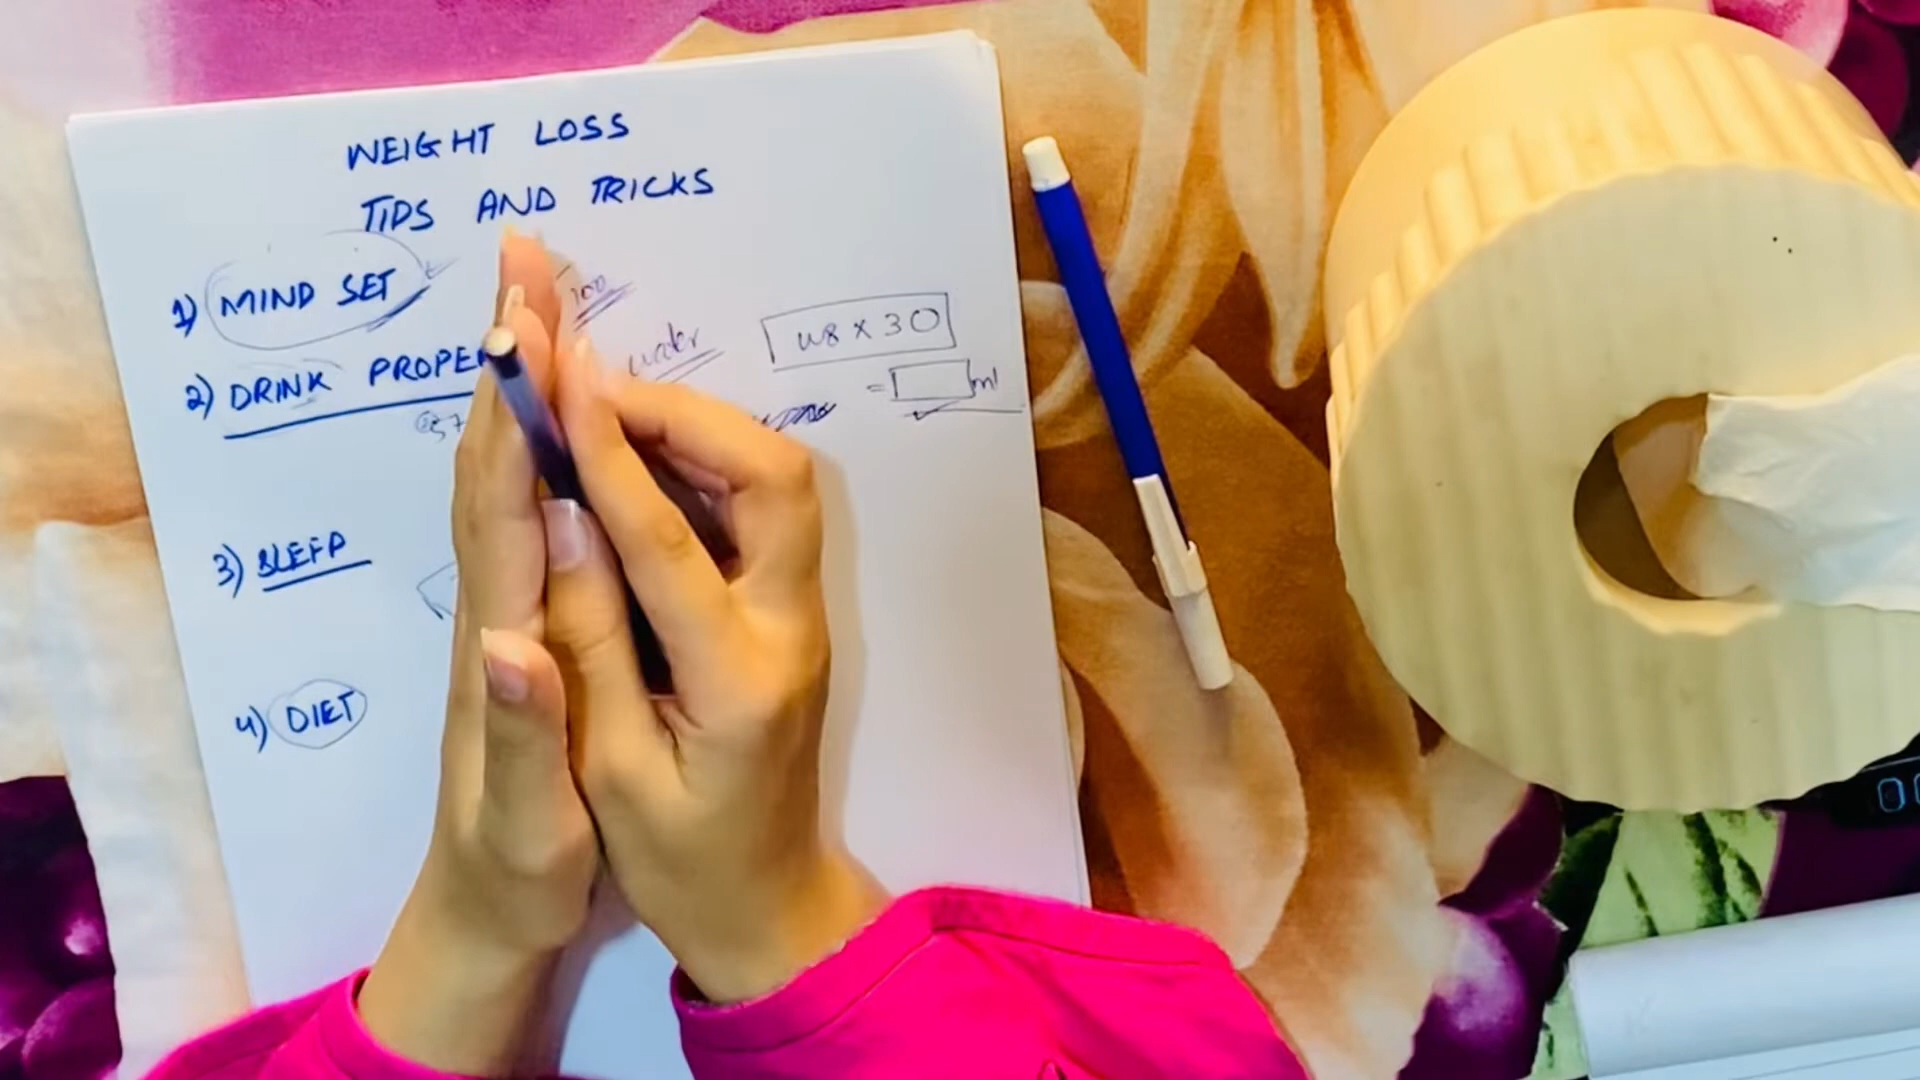 WEIGHT LOSS
TIPS AND TRICKS
1) MIND SET
100
2) DRINK PROPE
water
48 x 30
= ml
3) SLEEP
4) DIET